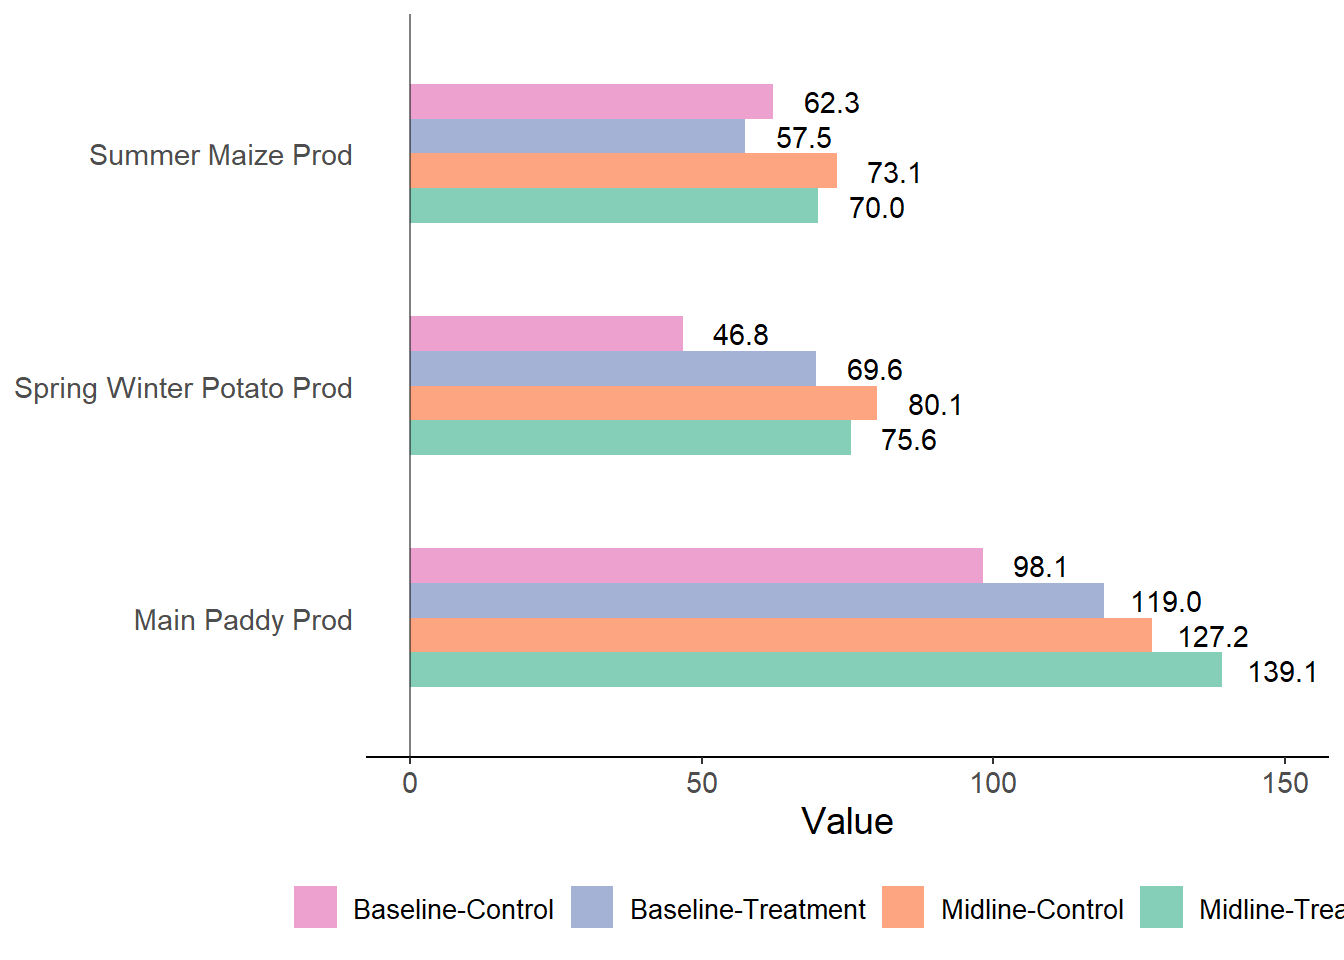 Summer Maize Prod
62.3
57.5
73.1
70.0
Spring Winter Potato Prod
46.8
69.6
80.1
75.6
Main Paddy Prod
98.1
119.0
127.2
139.1
0 50 100 150
Value
Baseline-Control Baseline-Treatment Midline-Control Midline-Trea